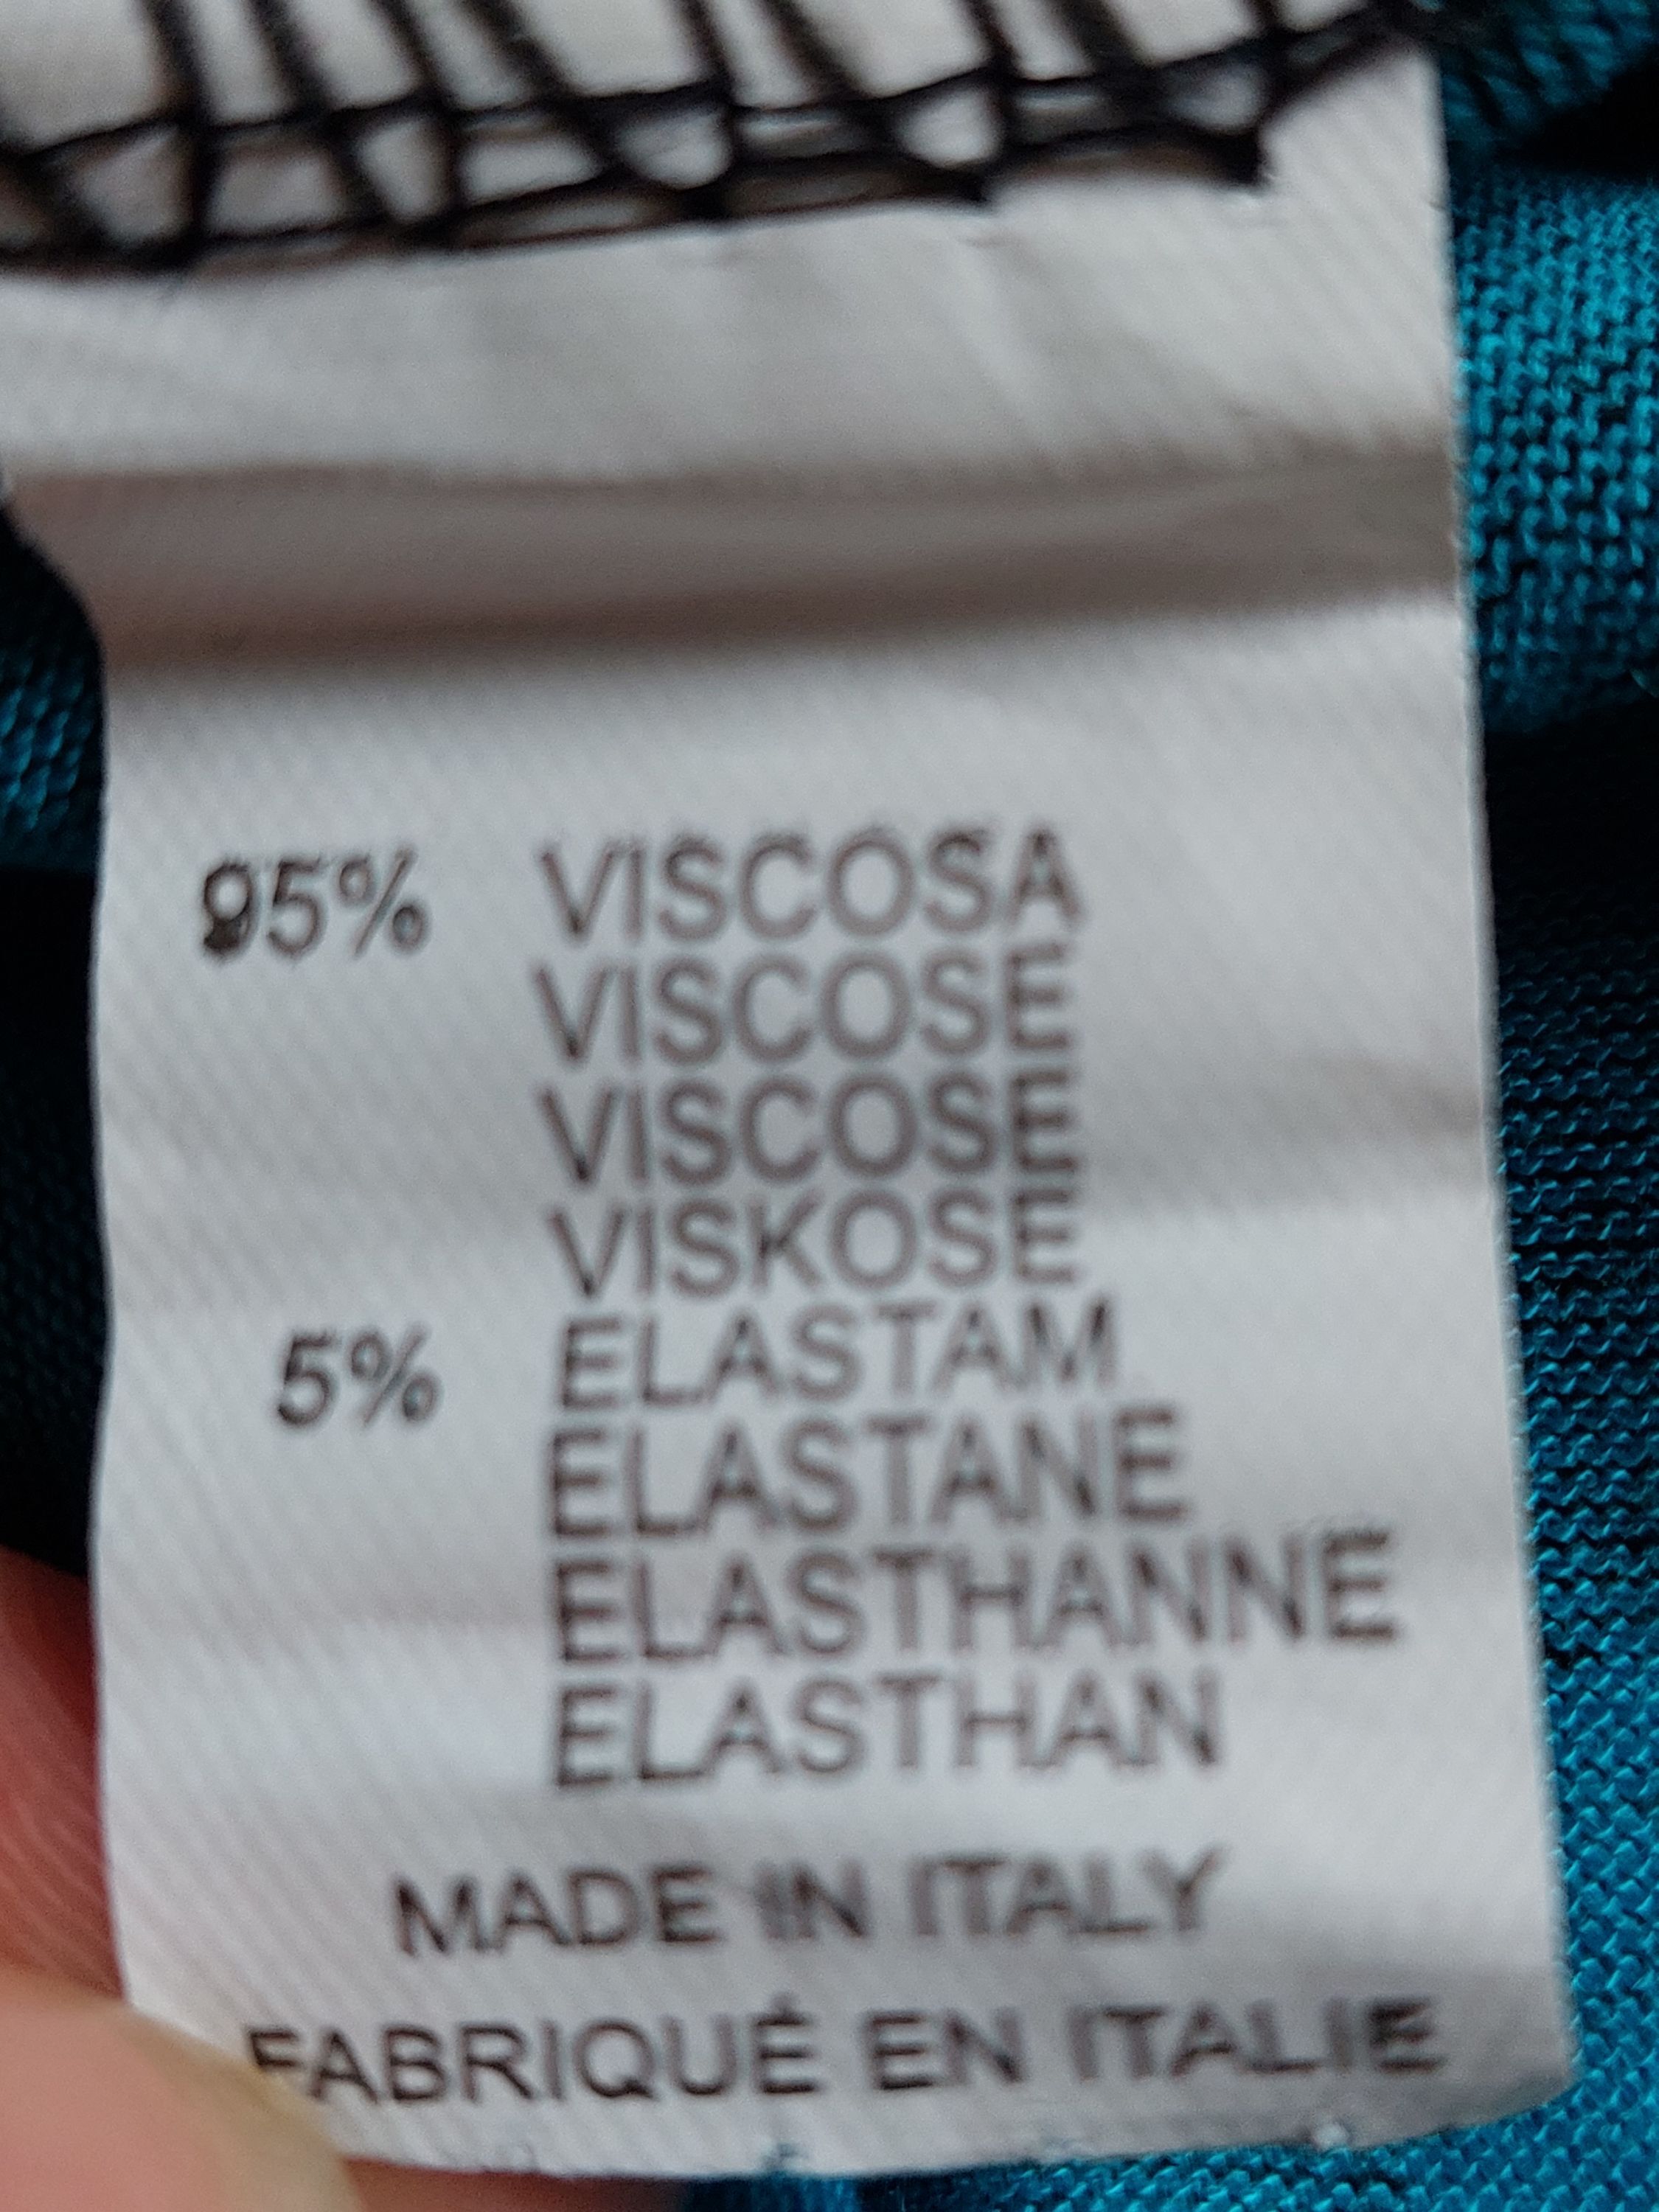 95% VISCOSA
VISCOSE
VISCOSE
VISKOSE
5% ELASTAM
ELASTANE
ELASTHANNE
ELASTHAN
MADE IN ITALY
FABRIQUÉ EN ITALIE